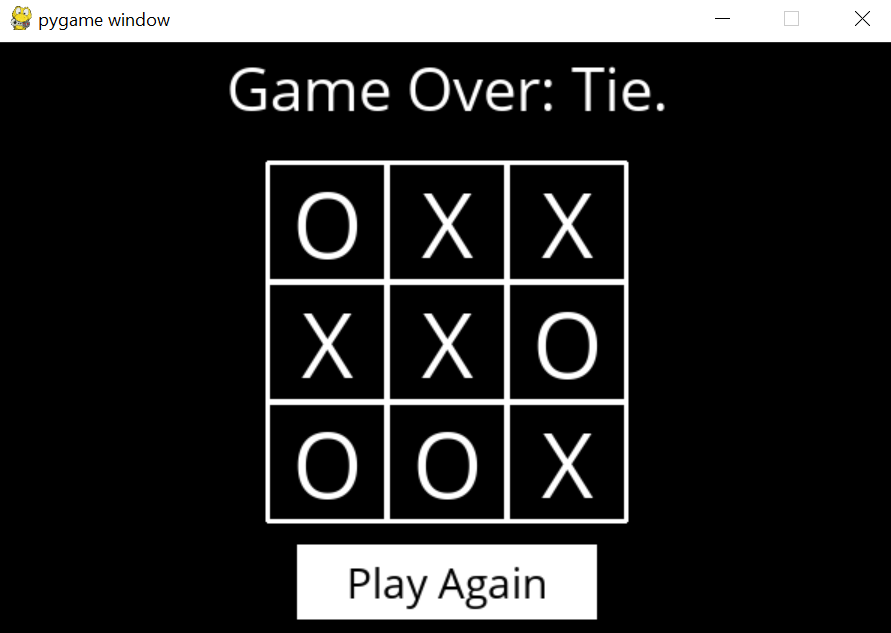 pygame window
Game Over: Tie.
O X X
X X O
O O X
Play Again